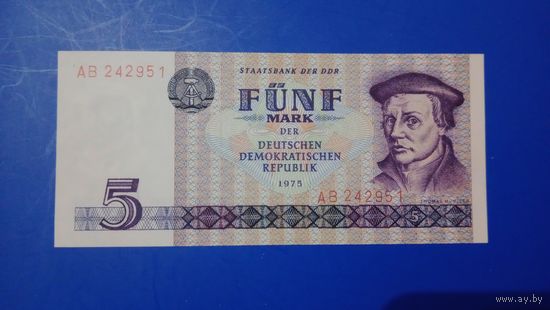 AB 242951
STAATSBANK DER DDR
FÜNF
MARK
DER
DEUTSCHEN
DEMOKRATISCHEN
REPUBLIK
1975
AB 242951
THOMAS MÜNTZER
5
5
www.ay.by